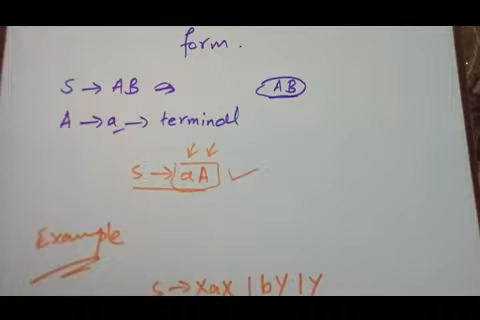 form.
S → AB ⇒ AB
A → a → terminal
S → aA ✓
Example
S → XaX | bY | Y